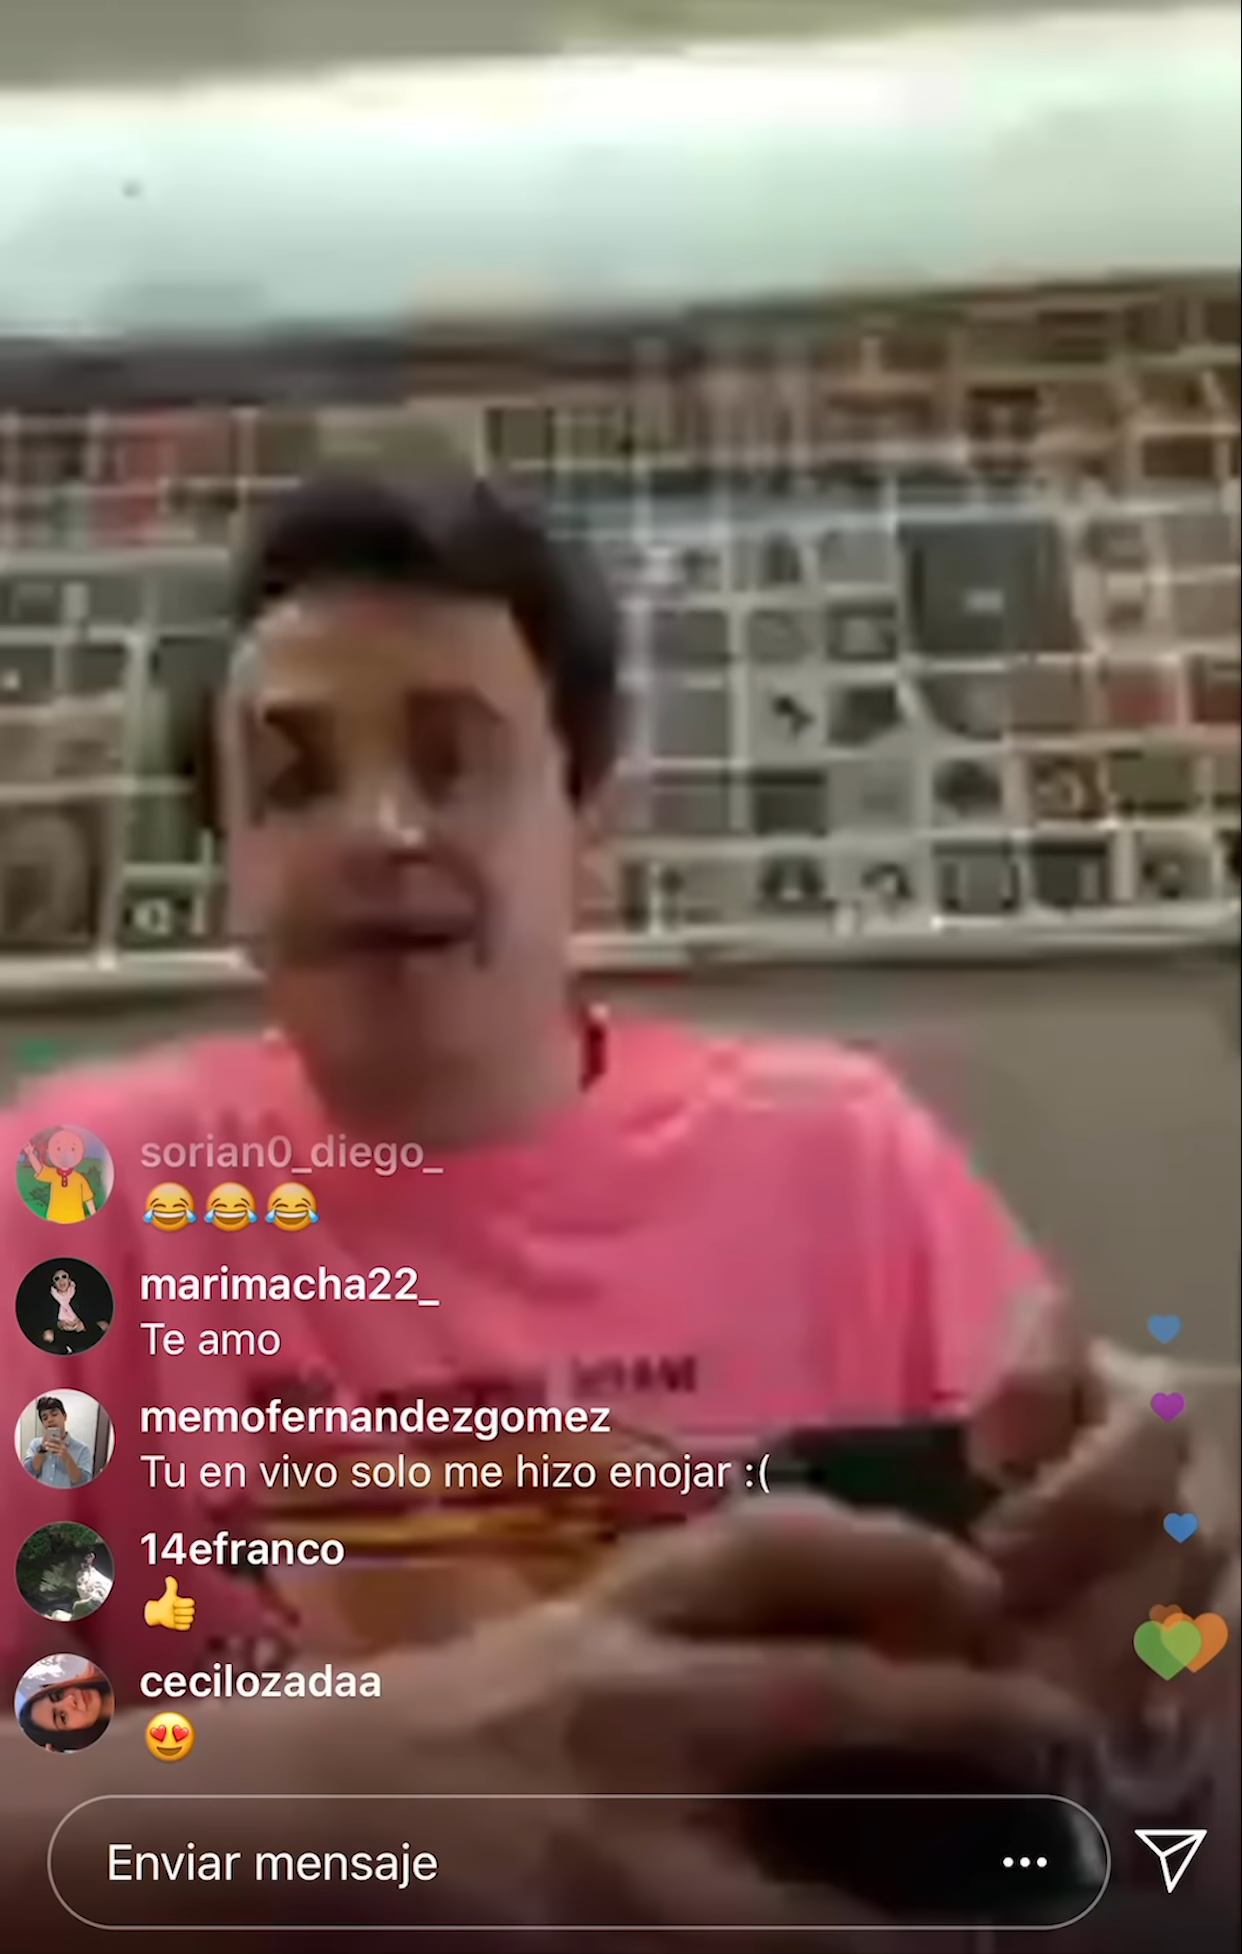 sorian0_diego_
😂😂😂
marimacha22_
Te amo
memofernandezgomez
Tu en vivo solo me hizo enojar :(
14efranco
👍
cecilozadaa
😍
Enviar mensaje